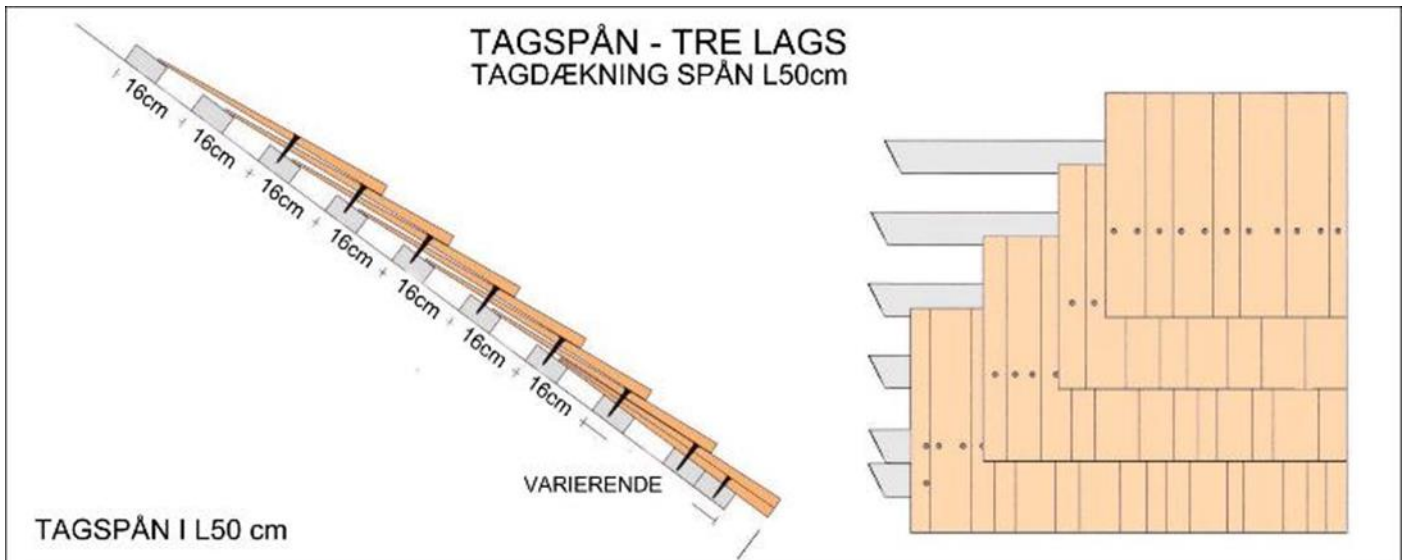 TAGSPÅN - TRE LAGS
TAGDÆKNING SPÅN L50cm
16cm
16cm
16cm
16cm
16cm
16cm
16cm
VARIERENDE
TAGSPÅN I L50 cm